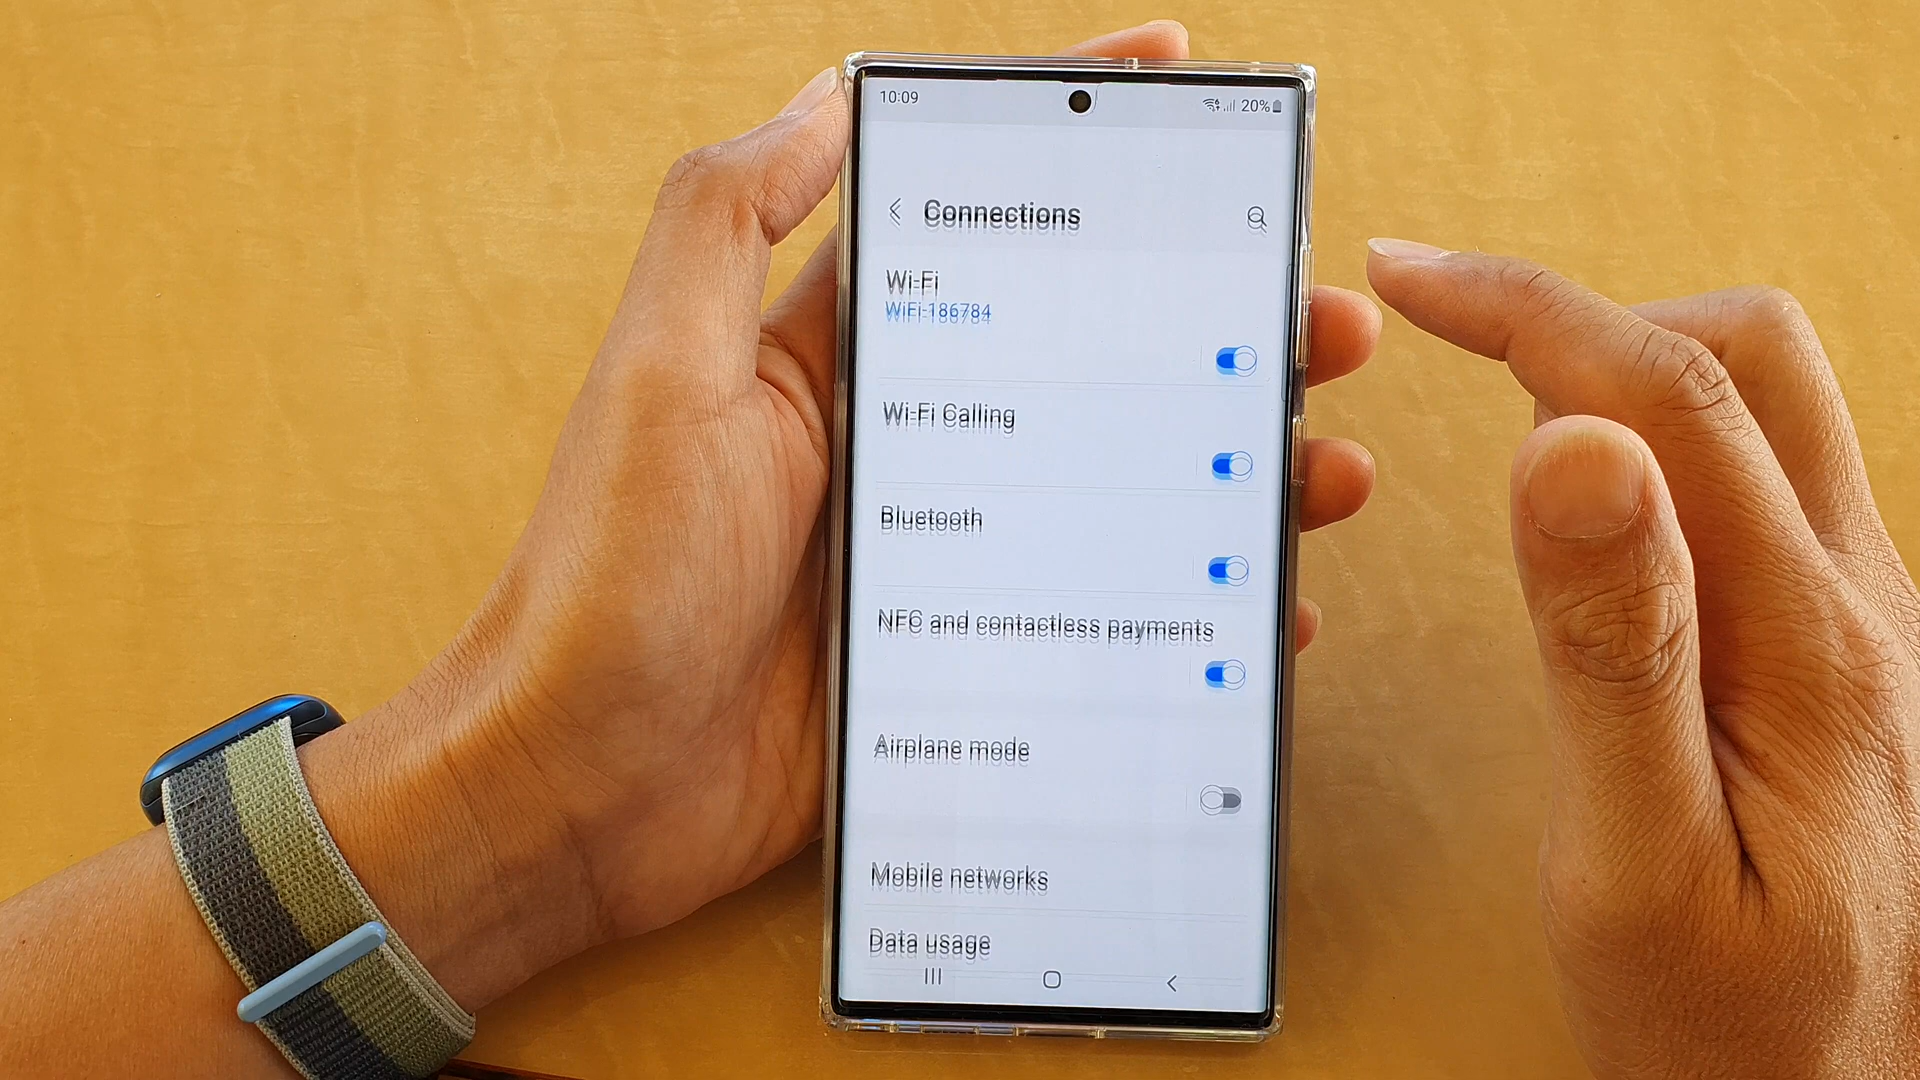 10:09
20%
Connections
Wi-Fi
WiFi-186784
Wi-Fi Calling
Bluetooth
NFC and contactless payments
Airplane mode
Mobile networks
Data usage